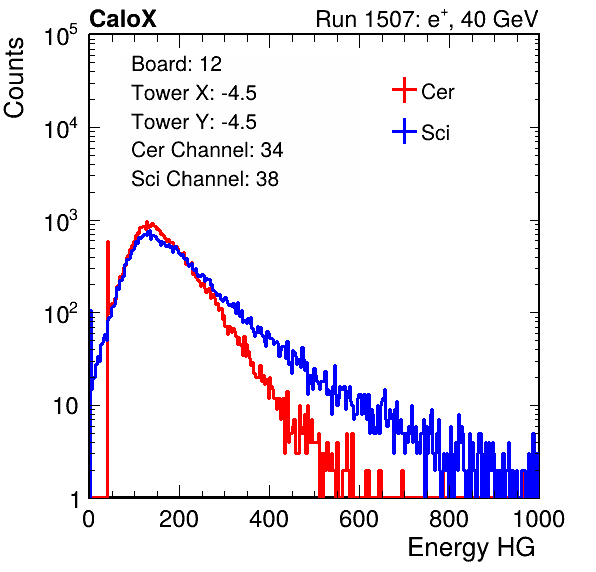 CaloX Run 1507: e⁺, 40 GeV
Board: 12
Tower X: -4.5
Tower Y: -4.5
Cer Channel: 34
Sci Channel: 38
Cer
Sci
Counts
10⁵
10⁴
10³
10²
10
1
0 200 400 600 800 1000
Energy HG